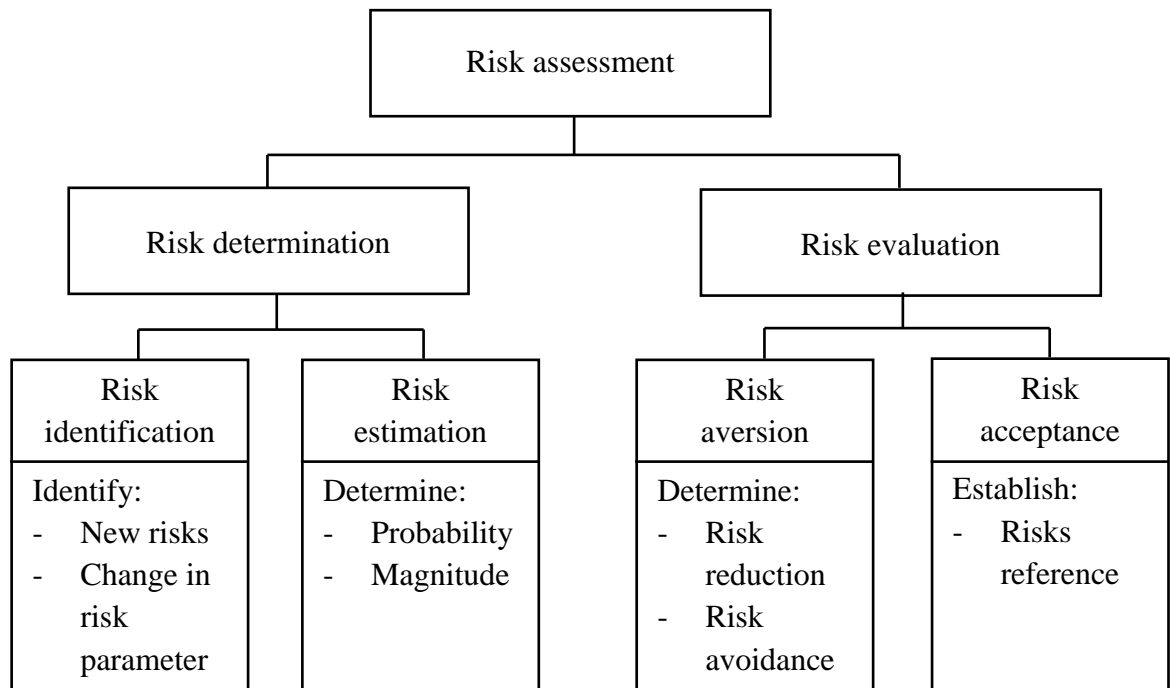 Risk assessment
Risk determination
Risk evaluation
Risk
identification
Identify:
- New risks
- Change in
risk
parameter
Risk
estimation
Determine:
- Probability
- Magnitude
Risk
aversion
Determine:
- Risk
reduction
- Risk
avoidance
Risk
acceptance
Establish:
- Risks
reference